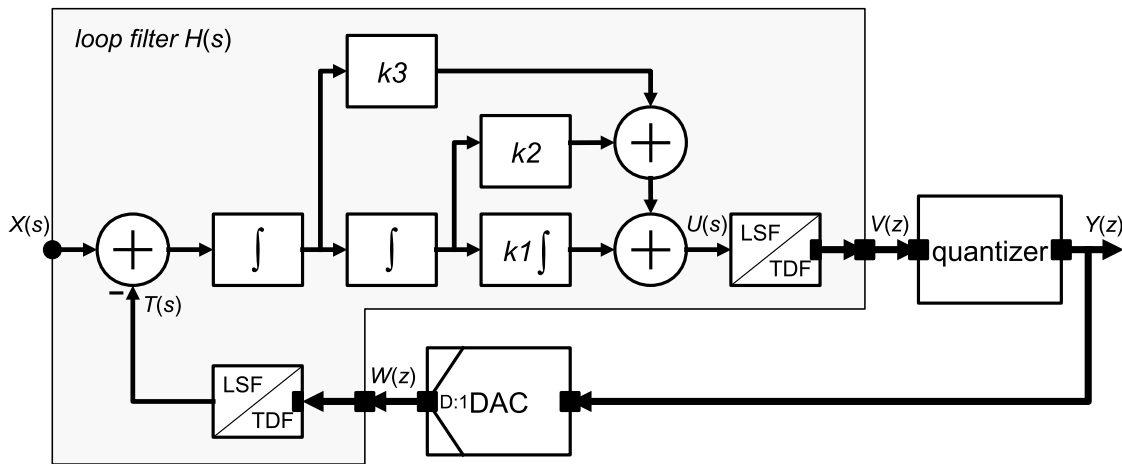 loop filter H(s)
k3
k2
X(s)
∫
∫
k1∫
U(s)
LSF
TDF
V(z)
quantizer
Y(z)
−
T(s)
LSF
TDF
W(z)
D:1
DAC